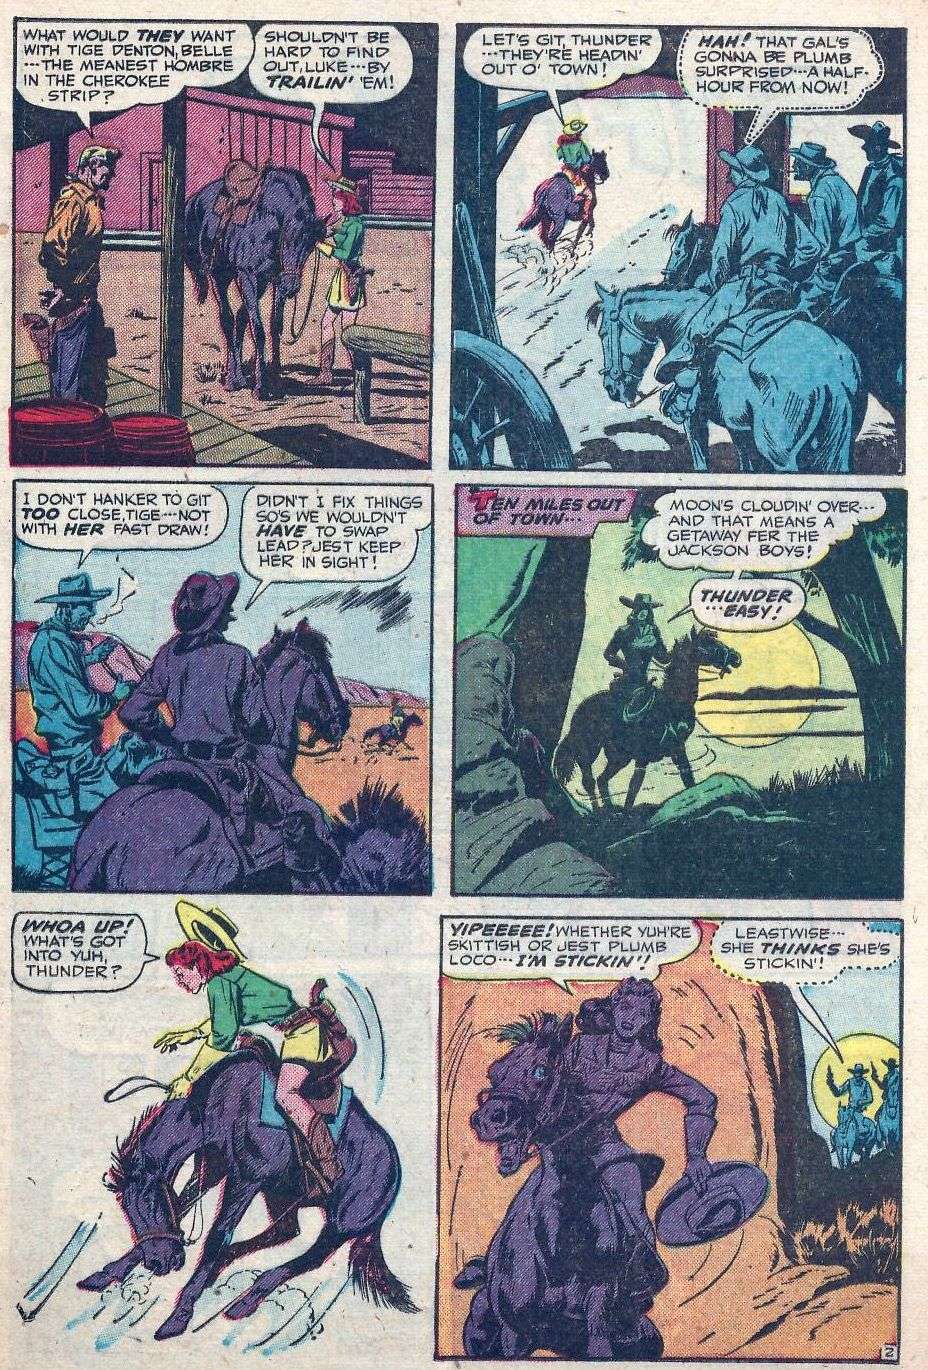 WHAT WOULD THEY WANT
WITH TIGE DENTON, BELLE
---THE MEANEST HOMBRE
IN THE CHEROKEE
STRIP?
SHOULDN'T BE
HARD TO FIND
OUT, LUKE---BY
TRAILIN' 'EM!
LET'S GIT, THUNDER
---THEY'RE HEADIN'
OUT O' TOWN!
HAH! THAT GAL'S
GONNA BE PLUMB
SURPRISED---A HALF-
HOUR FROM NOW!
I DON'T HANKER TO GIT
TOO CLOSE, TIGE---NOT
WITH HER FAST DRAW!
DIDN'T I FIX THINGS
SO'S WE WOULDN'T
HAVE TO SWAP
LEAD? JEST KEEP
HER IN SIGHT!
TEN MILES OUT
OF TOWN---
MOON'S CLOUDIN' OVER---
AND THAT MEANS A
GETAWAY FER THE
JACKSON BOYS!
THUNDER
---EASY!
WHOA UP!
WHAT'S GOT
INTO YUH,
THUNDER?
YIPEEEEE! WHETHER YUH'RE
SKITTISH OR JEST PLUMB
LOCO---I'M STICKIN'!
LEASTWISE---
SHE THINKS SHE'S
STICKIN'!
2